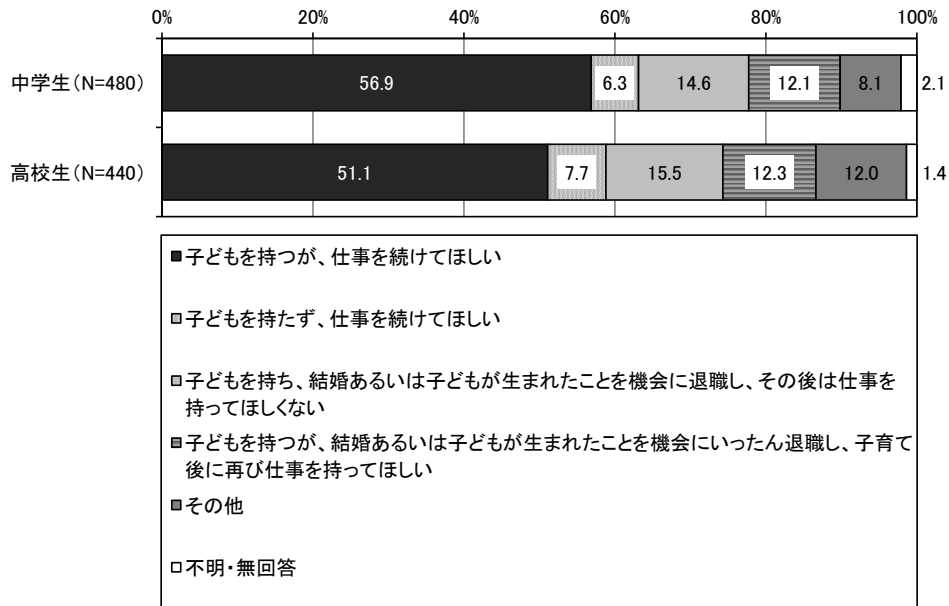 0% 20% 40% 60% 80% 100%
中学生(N=480) 56.9 6.3 14.6 12.1 8.1 2.1
高校生(N=440) 51.1 7.7 15.5 12.3 12.0 1.4
子どもを持つが、仕事を続けてほしい
子どもを持たず、仕事を続けてほしい
子どもを持ち、結婚あるいは子どもが生まれたことを機会に退職し、その後は仕事を
持ってほしくない
子どもを持つが、結婚あるいは子どもが生まれたことを機会にいったん退職し、子育て
後に再び仕事を持ってほしい
その他
不明・無回答